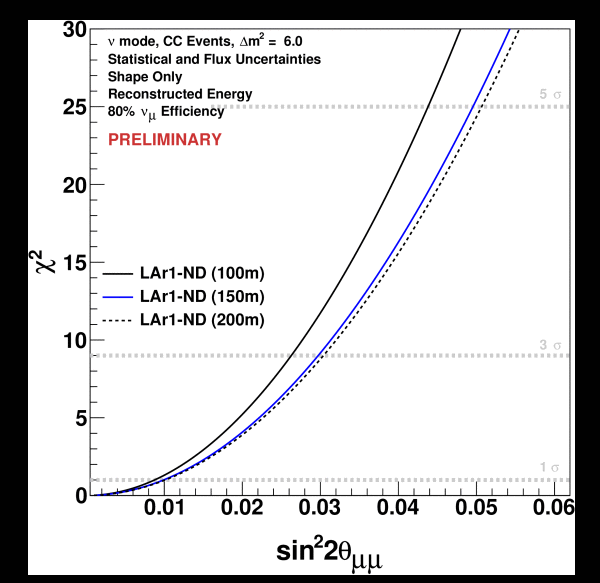 30
25
20
15
10
5
0
χ²
ν mode, CC Events, Δm² = 6.0
Statistical and Flux Uncertainties
Shape Only
Reconstructed Energy
80% νμ Efficiency
PRELIMINARY
5 σ
LAr1-ND (100m)
LAr1-ND (150m)
LAr1-ND (200m)
3 σ
1 σ
0.01 0.02 0.03 0.04 0.05 0.06
sin²2θμμ